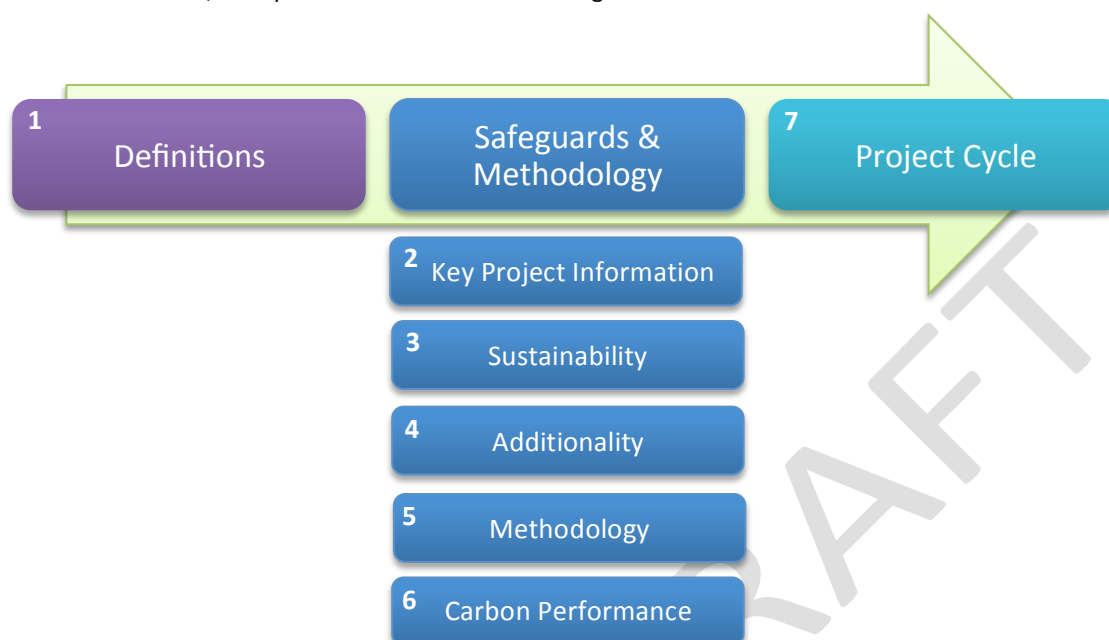 1
Definitions
Safeguards &
Methodology
7
Project Cycle
2
Key Project Information
3
Sustainability
4
Additionality
5
Methodology
6
Carbon Performance
RAFT